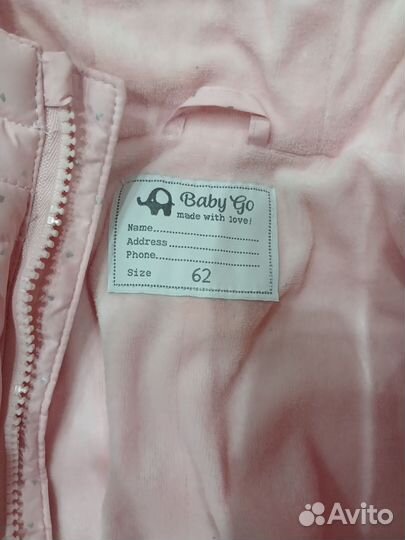 Baby Go
made with love!
Name
Address
Phone
Size 62
Avito